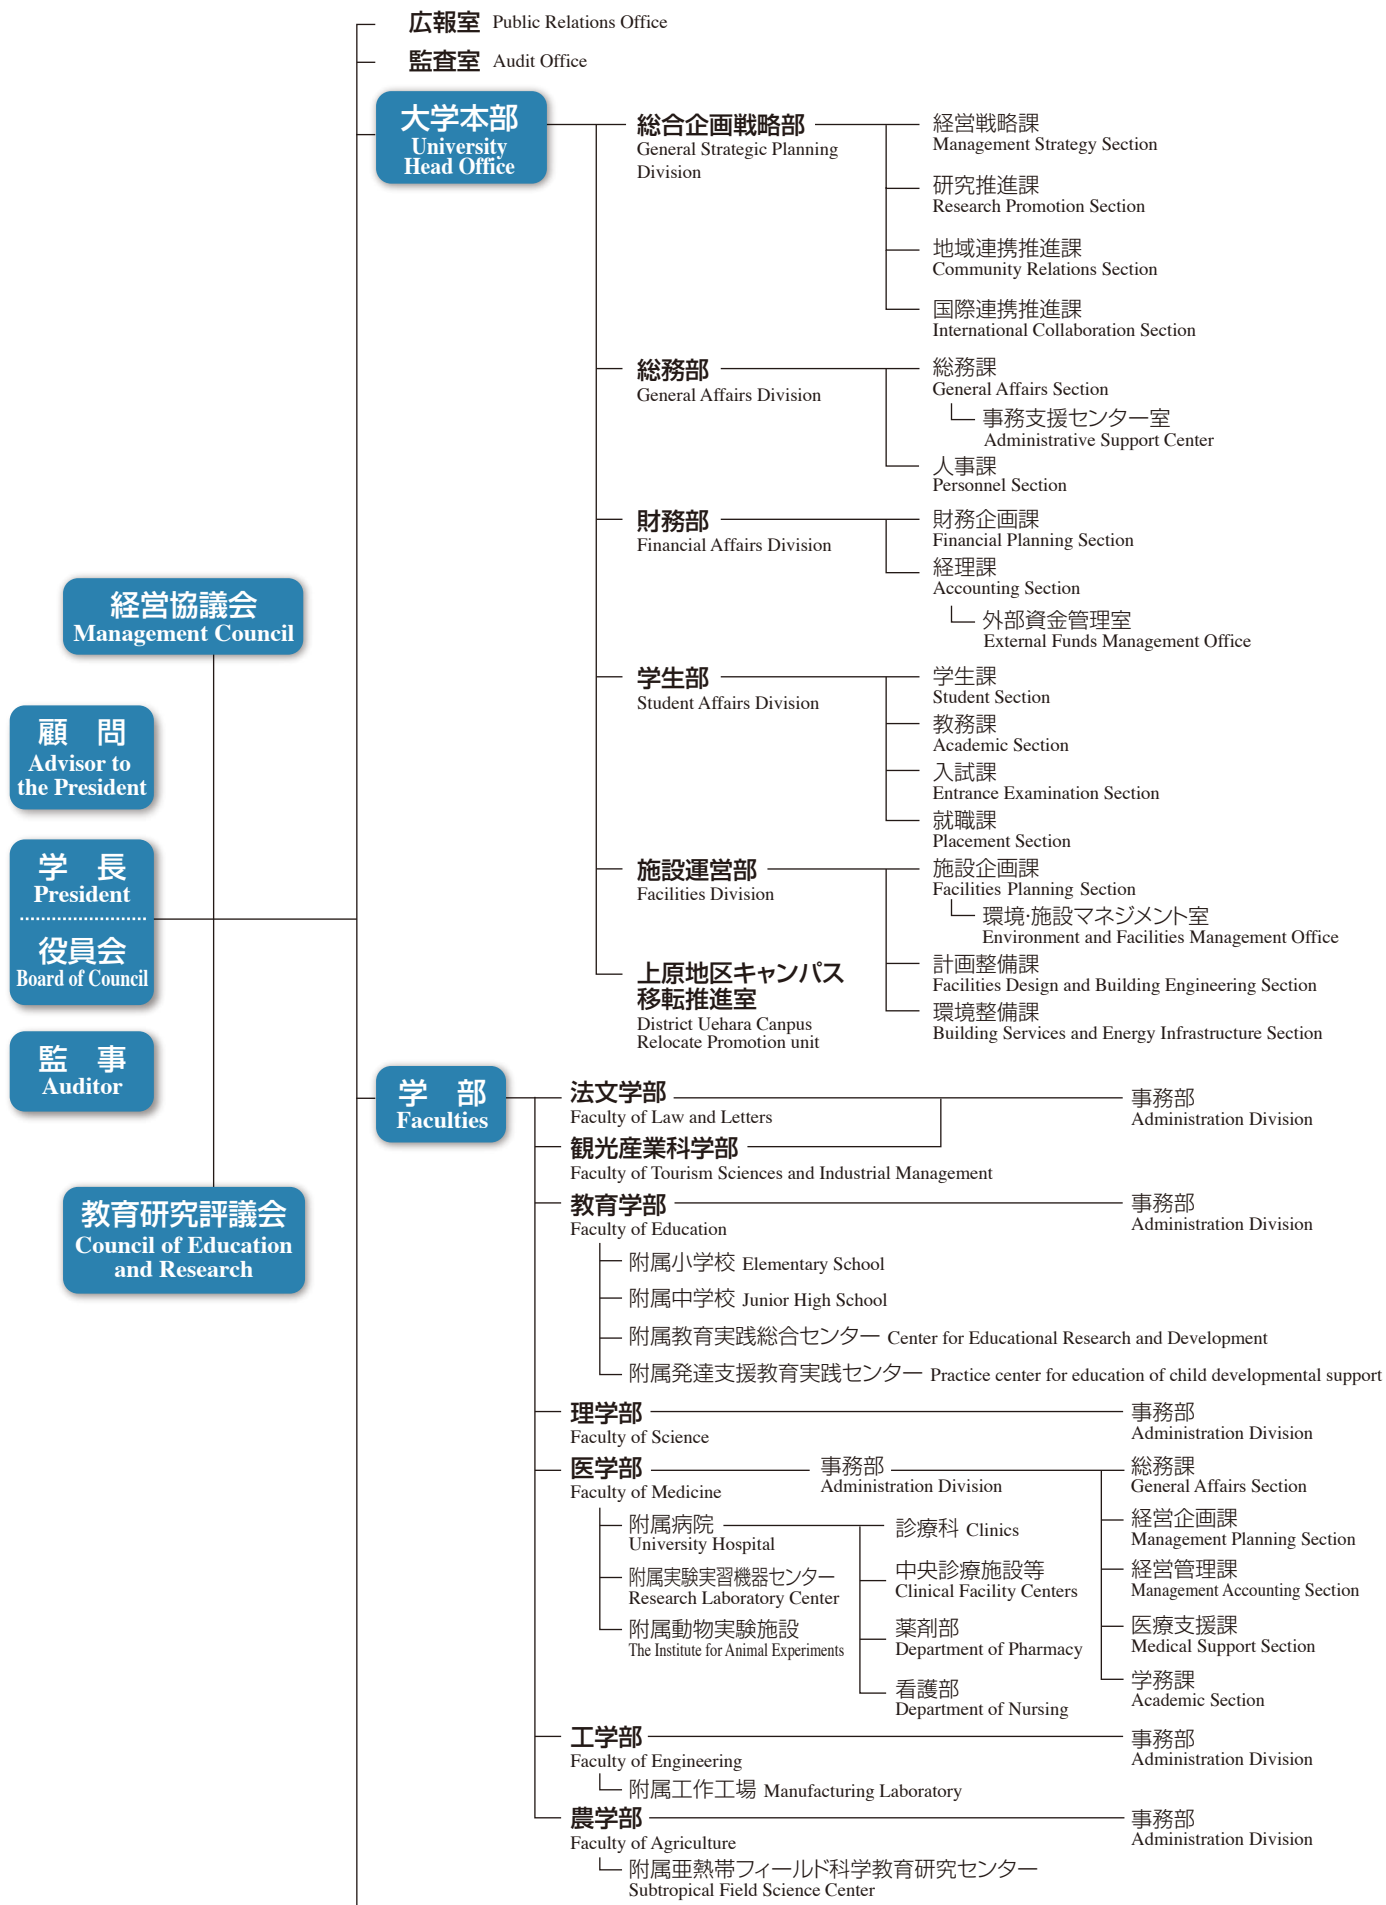 広報室 Public Relations Office
監査室 Audit Office
大学本部
University
Head Office
総合企画戦略部
General Strategic Planning
Division
経営戦略課
Management Strategy Section
研究推進課
Research Promotion Section
地域連携推進課
Community Relations Section
国際連携推進課
International Collaboration Section
総務部
General Affairs Division
総務課
General Affairs Section
事務支援センター室
Administrative Support Center
人事課
Personnel Section
財務部
Financial Affairs Division
財務企画課
Financial Planning Section
経理課
Accounting Section
外部資金管理室
External Funds Management Office
学生部
Student Affairs Division
学生課
Student Section
教務課
Academic Section
入試課
Entrance Examination Section
就職課
Placement Section
施設運営部
Facilities Division
施設企画課
Facilities Planning Section
環境・施設マネジメント室
Environment and Facilities Management Office
計画整備課
Facilities Design and Building Engineering Section
環境整備課
Building Services and Energy Infrastructure Section
上原地区キャンパス
移転推進室
District Uehara Canpus
Relocate Promotion unit
経営協議会
Management Council
顧 問
Advisor to
the President
学 長
President
役員会
Board of Council
監 事
Auditor
教育研究評議会
Council of Education
and Research
学 部
Faculties
法文学部
Faculty of Law and Letters
事務部
Administration Division
観光産業科学部
Faculty of Tourism Sciences and Industrial Management
教育学部
Faculty of Education
事務部
Administration Division
附属小学校 Elementary School
附属中学校 Junior High School
附属教育実践総合センター Center for Educational Research and Development
附属発達支援教育実践センター Practice center for education of child developmental support
理学部
Faculty of Science
事務部
Administration Division
医学部
Faculty of Medicine
事務部
Administration Division
総務課
General Affairs Section
経営企画課
Management Planning Section
経営管理課
Management Accounting Section
医療支援課
Medical Support Section
学務課
Academic Section
附属病院
University Hospital
診療科 Clinics
中央診療施設等
Clinical Facility Centers
薬剤部
Department of Pharmacy
看護部
Department of Nursing
附属実験実習機器センター
Research Laboratory Center
附属動物実験施設
The Institute for Animal Experiments
工学部
Faculty of Engineering
事務部
Administration Division
附属工作工場 Manufacturing Laboratory
農学部
Faculty of Agriculture
事務部
Administration Division
附属亜熱帯フィールド科学教育研究センター
Subtropical Field Science Center